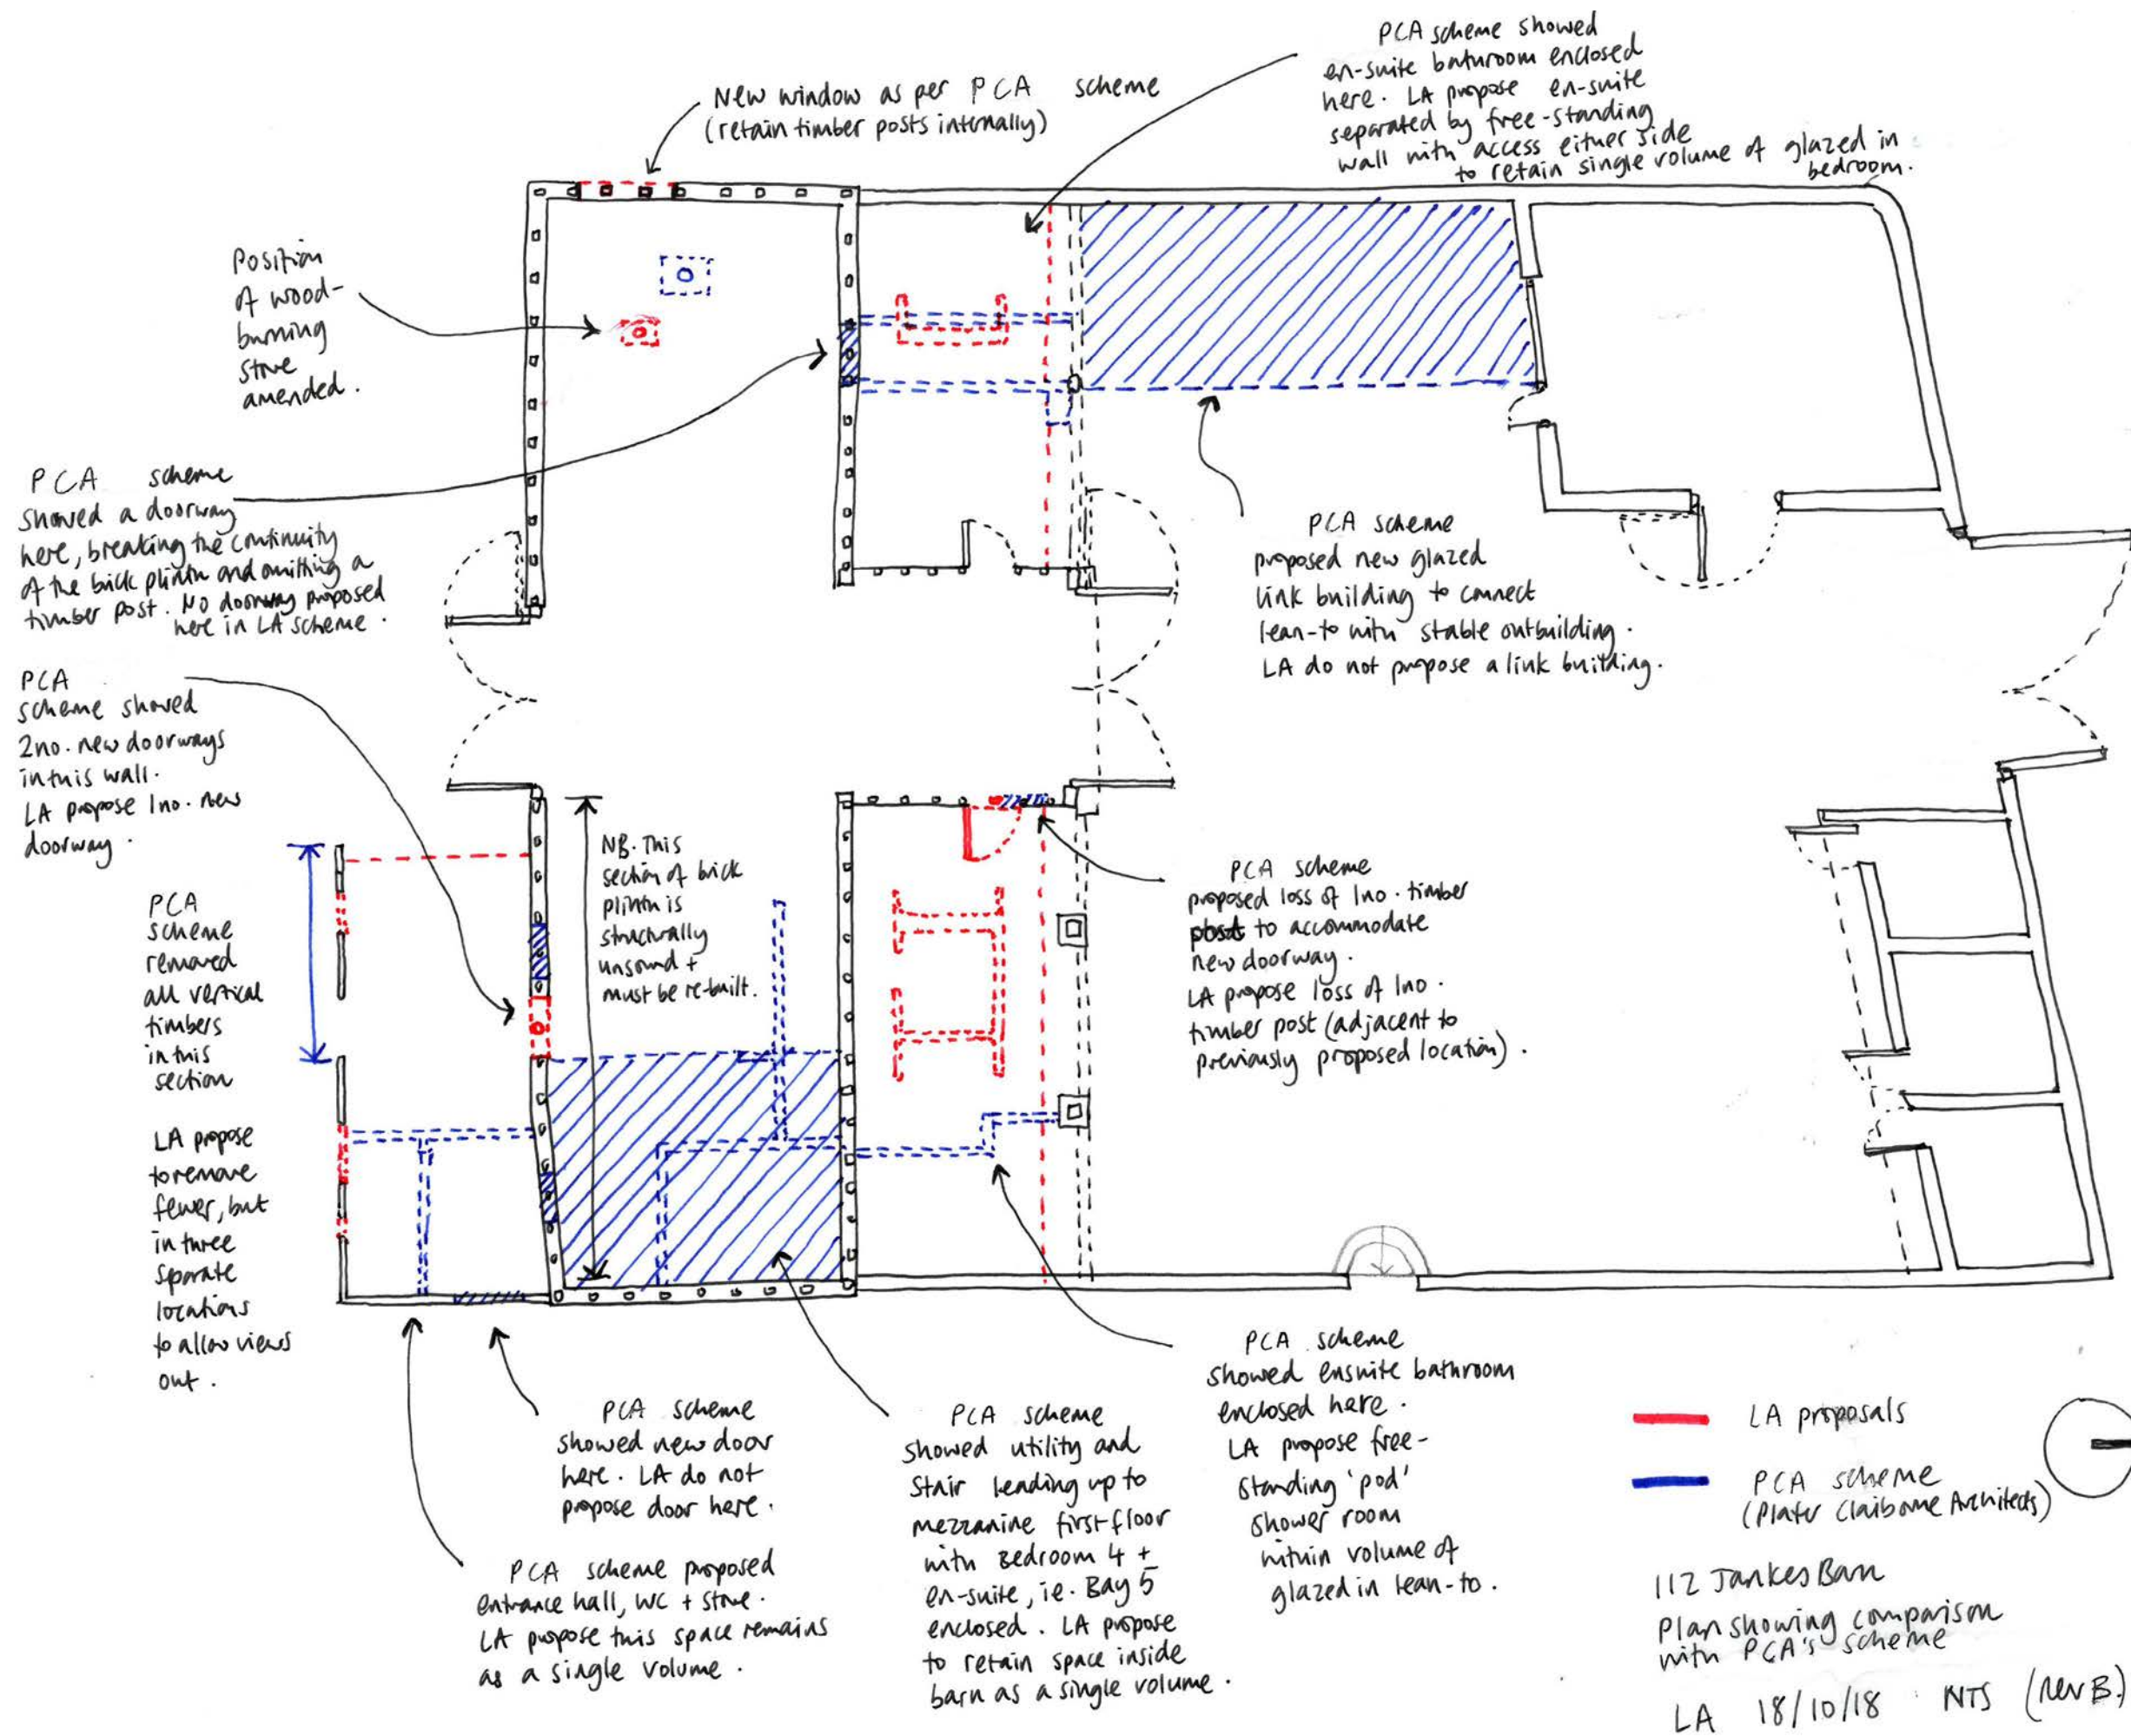 New window as per PCA scheme
(retain timber posts internally)
PCA scheme showed
en-suite bathroom enclosed
here. LA propose en-suite
separated by free-standing
wall with access either side
to retain single volume of glazed in
bedroom.
Position
of wood-
burning
stove
amended.
PCA scheme
showed a doorway
here, breaking the continuity
of the brick plinth and omitting a
timber post. No doorway proposed
here in LA scheme.
PCA scheme
proposed new glazed
link building to connect
lean-to with stable outbuilding.
LA do not propose a link building.
PCA
scheme showed
2no. new doorways
in this wall.
LA propose 1no. new
doorway.
NB. This
section of brick
plinth is
structurally
unsound +
must be re-built.
PCA scheme
proposed loss of 1no. timber
post to accommodate
new doorway.
LA propose loss of 1no.
timber post (adjacent to
previously proposed location).
PCA
scheme
removed
all vertical
timbers
in this
section
LA propose
to remove
fewer, but
in three
separate
locations
to allow views
out.
PCA scheme
showed new door
here. LA do not
propose door here.
PCA scheme proposed
entrance hall, WC + store.
LA propose this space remains
as a single volume.
PCA scheme
showed utility and
stair leading up to
mezzanine first floor
with Bedroom 4 +
en-suite, ie. Bay 5
enclosed. LA propose
to retain space inside
barn as a single volume.
PCA scheme
showed ensuite bathroom
enclosed here.
LA propose free-
standing 'pod'
shower room
within volume of
glazed in lean-to.
LA proposals
PCA scheme
(Plater Claiborne Architects)
112 Jankes Barn
Plan showing comparison
with PCA's scheme
LA 18/10/18 NTS (rev B.)